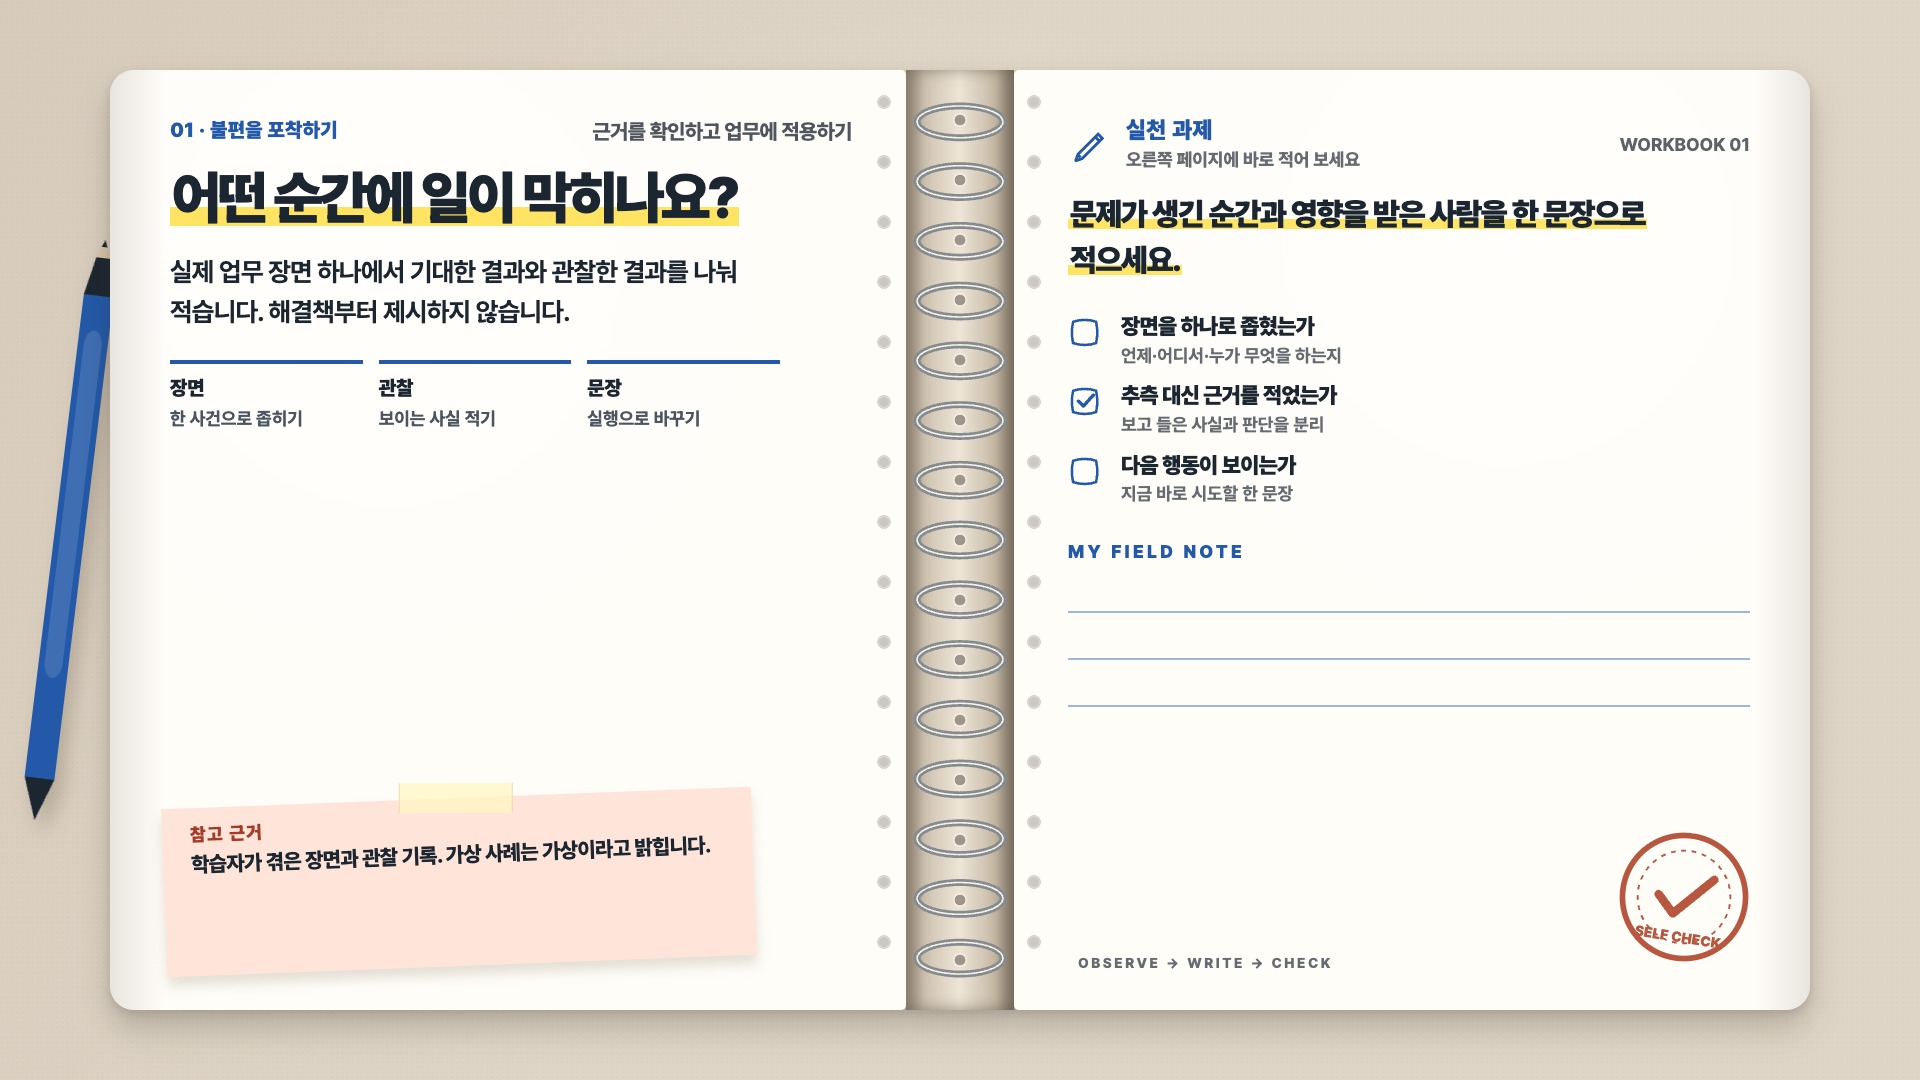 01 · 불편을 포착하기
근거를 확인하고 업무에 적용하기
어떤 순간에 일이 막히나요?
실제 업무 장면 하나에서 기대한 결과와 관찰한 결과를 나눠
적습니다. 해결책부터 제시하지 않습니다.
장면
한 사건으로 좁히기
관찰
보이는 사실 적기
문장
실행으로 바꾸기
참고 근거
학습자가 겪은 장면과 관찰 기록. 가상 사례는 가상이라고 밝힙니다.
실천 과제
오른쪽 페이지에 바로 적어 보세요
WORKBOOK 01
문제가 생긴 순간과 영향을 받은 사람을 한 문장으로
적으세요.
장면을 하나로 좁혔는가
언제·어디서·누가 무엇을 하는지
추측 대신 근거를 적었는가
보고 들은 사실과 판단을 분리
다음 행동이 보이는가
지금 바로 시도할 한 문장
MY FIELD NOTE
OBSERVE → WRITE → CHECK
SELF CHECK